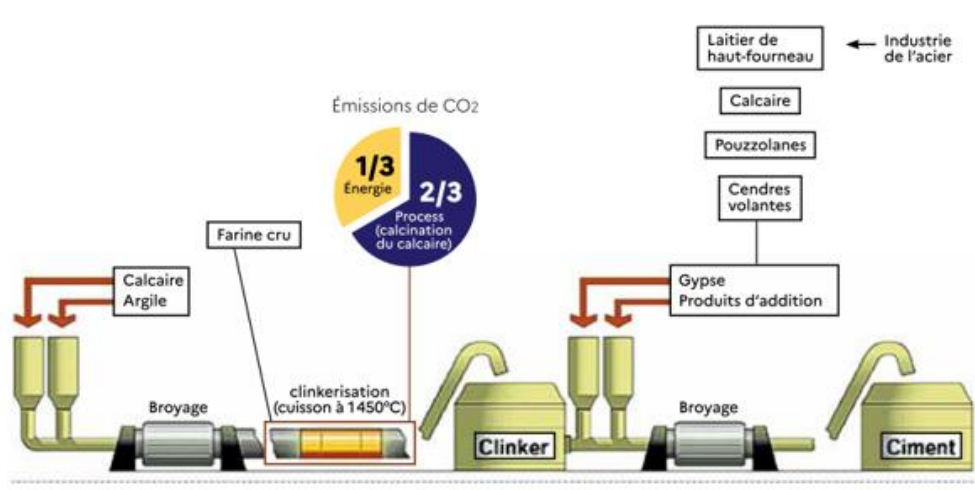 Laitier de
haut-fourneau
Industrie
de l'acier
Calcaire
Pouzzolanes
Cendres
volantes
Émissions de CO2
1/3
Énergie
2/3
Process
(calcination
du calcaire)
Farine cru
Calcaire
Argile
Gypse
Produits d'addition
clinkerisation
(cuisson à 1450°C)
Broyage
Broyage
Clinker
Ciment